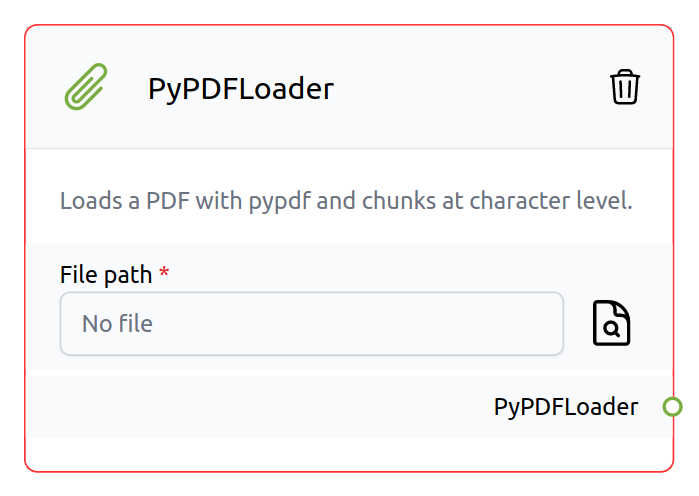 PyPDFLoader
Loads a PDF with pypdf and chunks at character level.
File path *
No file
PyPDFLoader